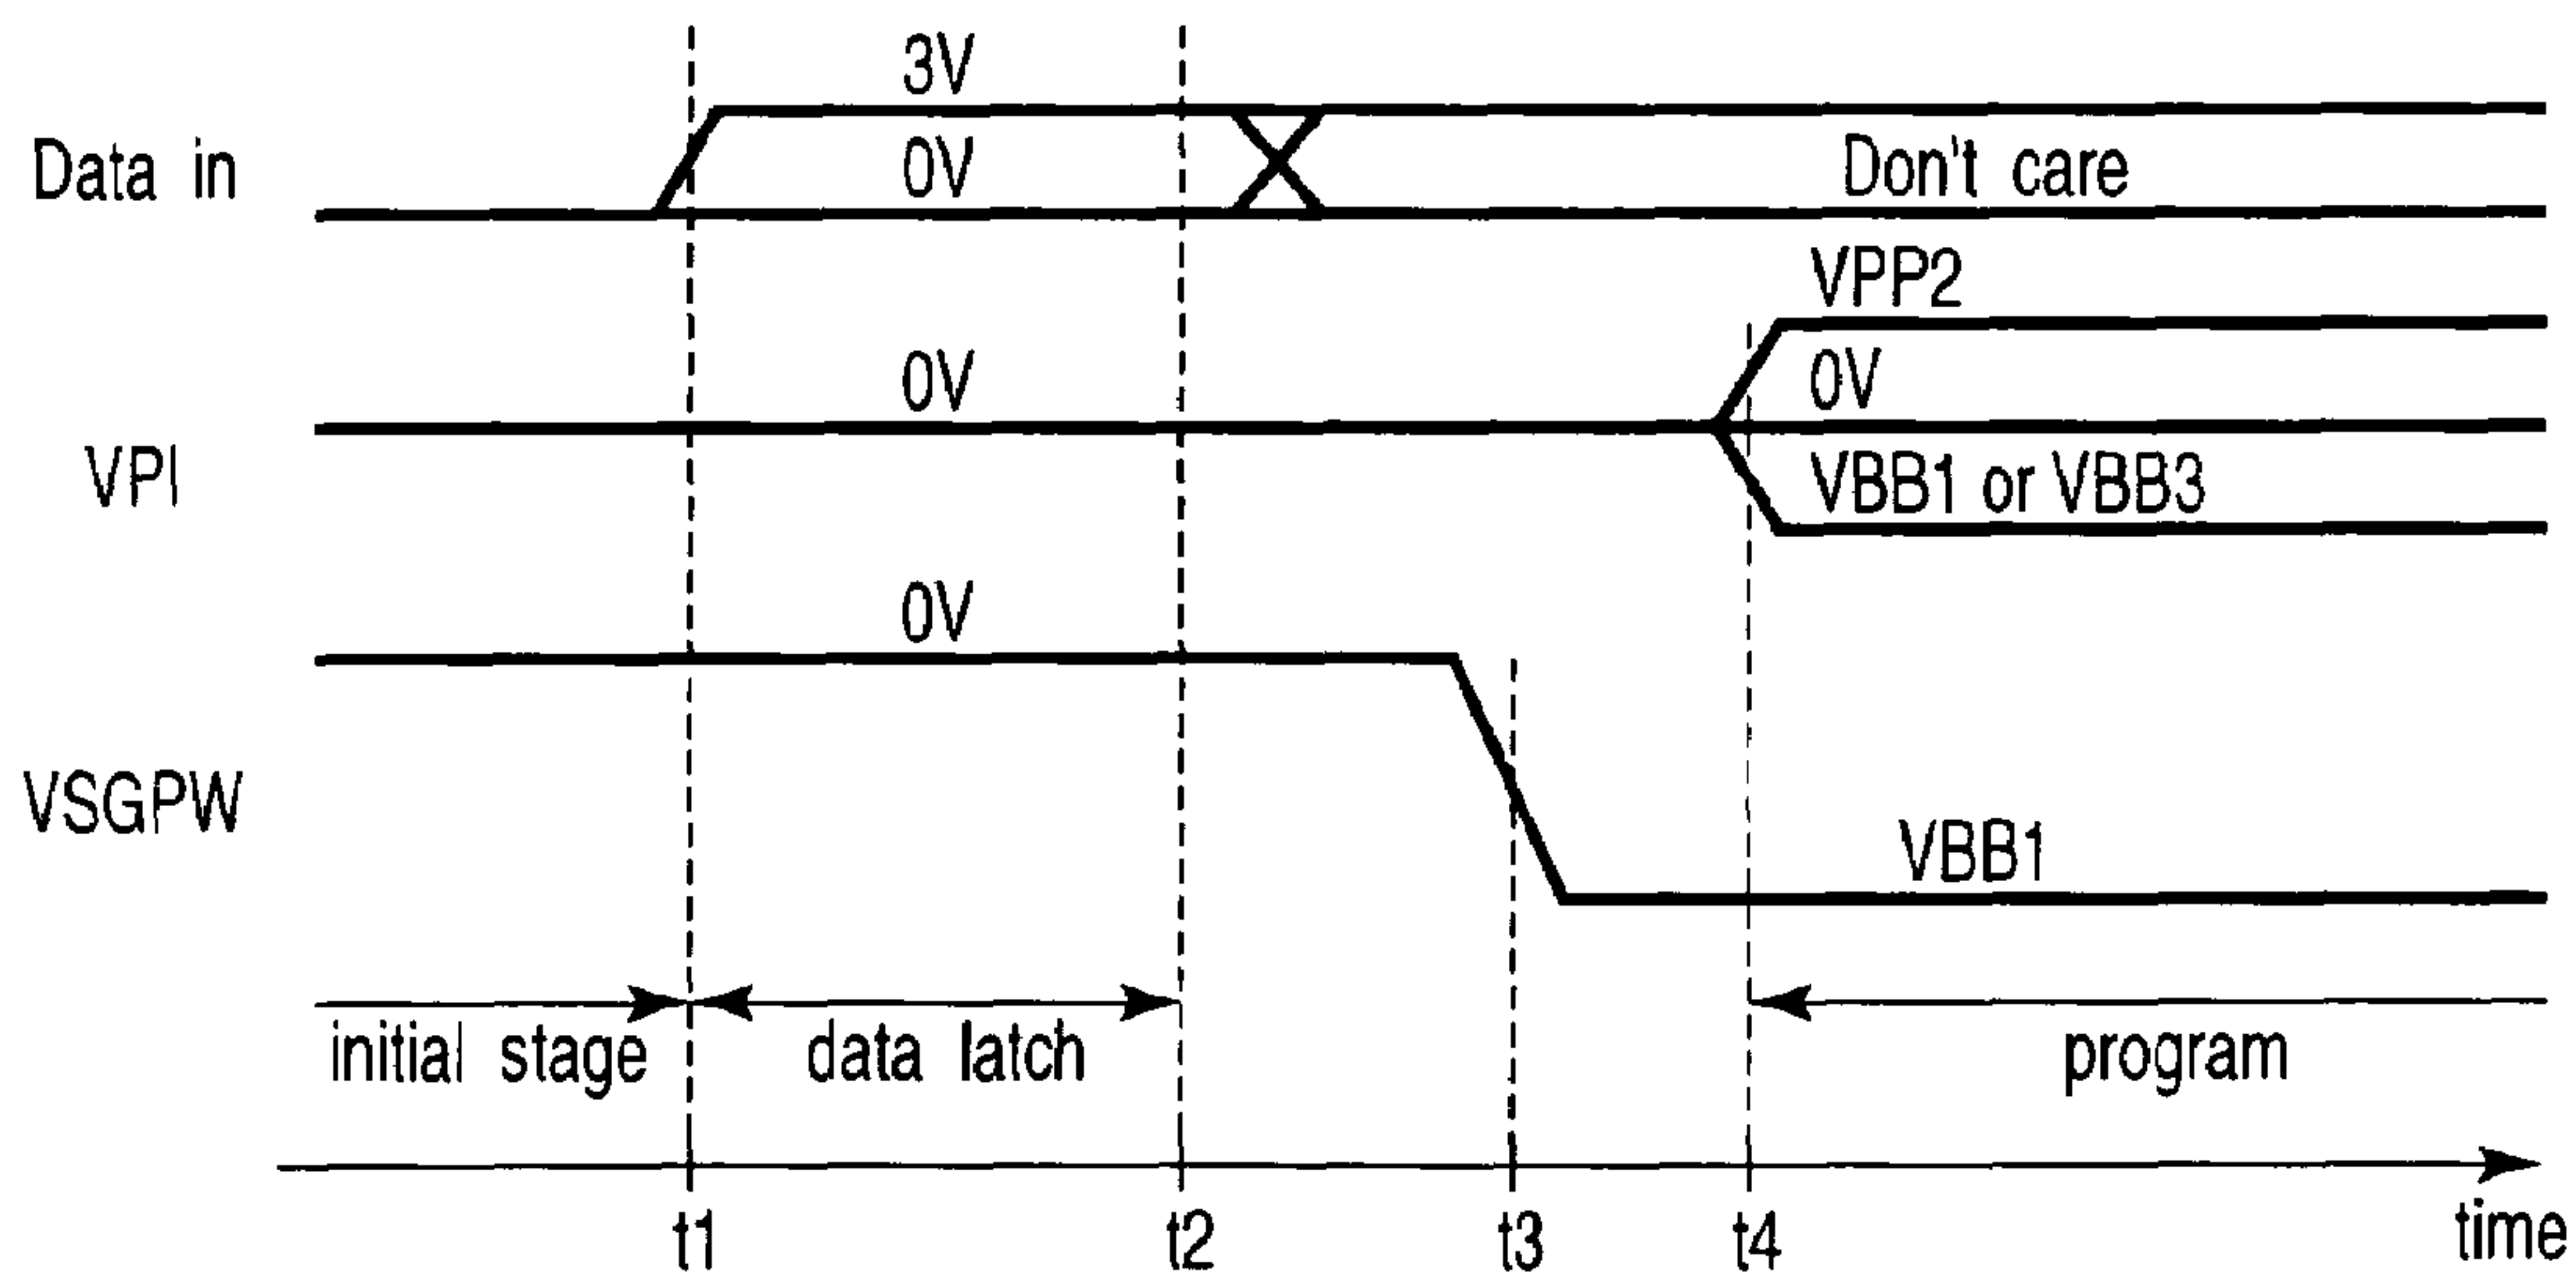 3V
Data in
0V
Don't care
VPP2
0V
0V
VPI
VBB1 or VBB3
0V
VSGPW
VBB1
initial stage
data latch
program
t1
t2
t3
t4
time